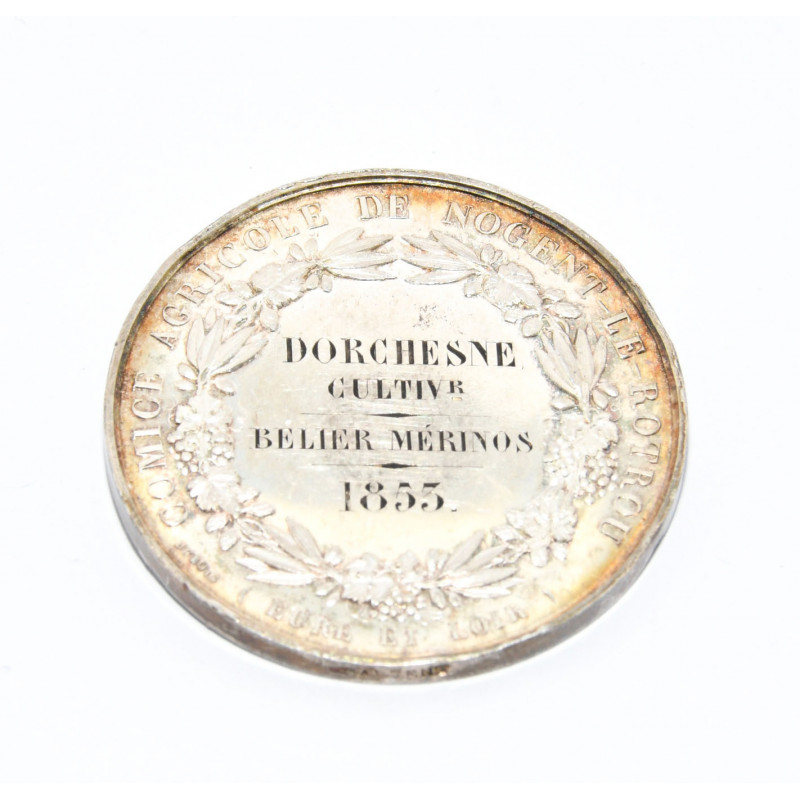 COMICE AGRICOLE DE NOGENT-LE-ROTROU
DORCHESNE,
CULTIVR
BELIER MÉRINOS
1853.
( EURE ET LOIR )